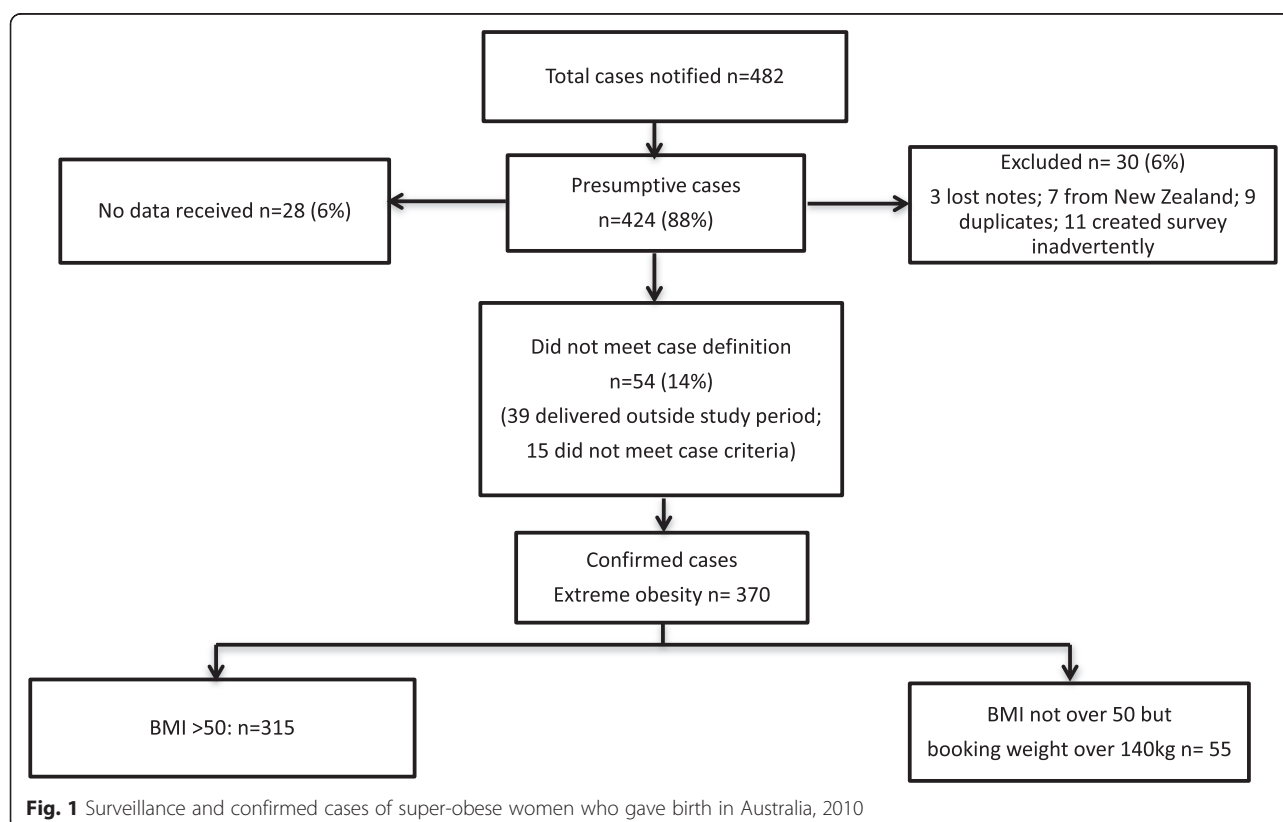 Total cases notified n=482
No data received n=28 (6%)
Presumptive cases
n=424 (88%)
Excluded n= 30 (6%)
3 lost notes; 7 from New Zealand; 9
duplicates; 11 created survey
inadvertently
Did not meet case definition
n=54 (14%)
(39 delivered outside study period;
15 did not meet case criteria)
Confirmed cases
Extreme obesity n= 370
BMI >50: n=315
BMI not over 50 but
booking weight over 140kg n= 55
Fig. 1 Surveillance and confirmed cases of super-obese women who gave birth in Australia, 2010